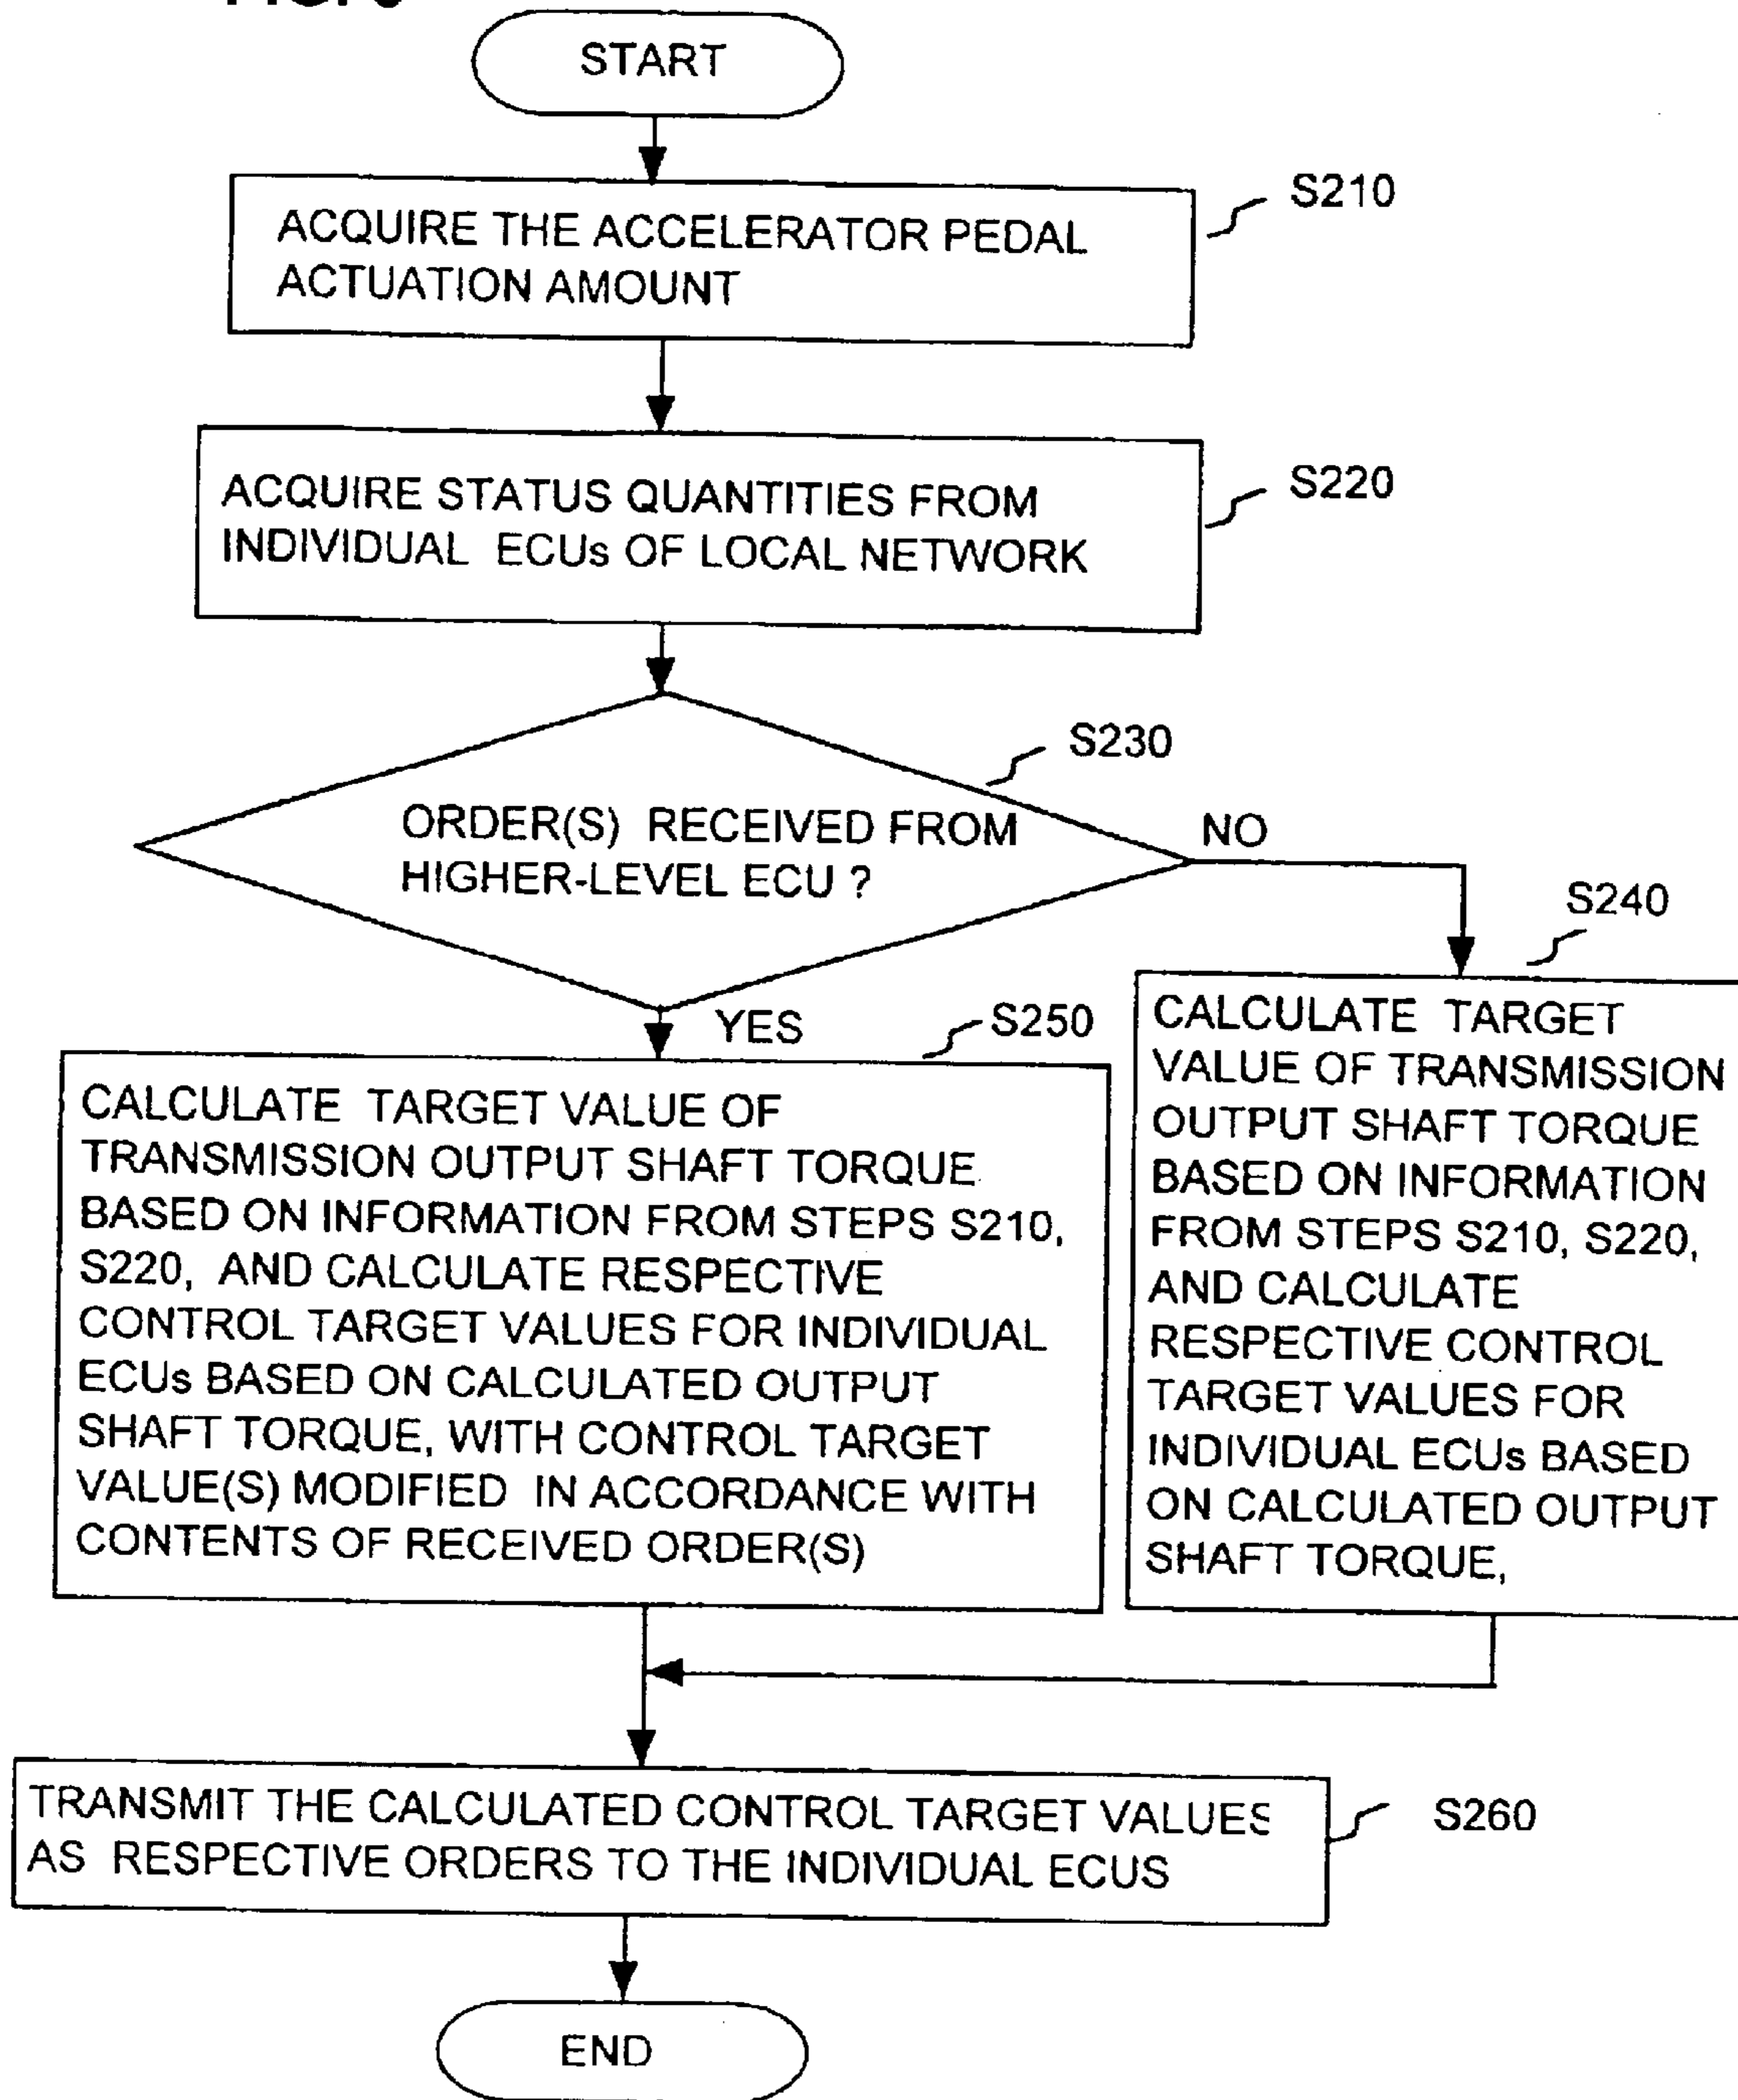 START
S210
ACQUIRE THE ACCELERATOR PEDAL
ACTUATION AMOUNT
S220
ACQUIRE STATUS QUANTITIES FROM
INDIVIDUAL ECUs OF LOCAL NETWORK
S230
ORDER(S) RECEIVED FROM
HIGHER-LEVEL ECU ?
NO
S240
YES
S250
CALCULATE TARGET VALUE OF
TRANSMISSION OUTPUT SHAFT TORQUE
BASED ON INFORMATION FROM STEPS S210,
S220, AND CALCULATE RESPECTIVE
CONTROL TARGET VALUES FOR INDIVIDUAL
ECUs BASED ON CALCULATED OUTPUT
SHAFT TORQUE, WITH CONTROL TARGET
VALUE(S) MODIFIED IN ACCORDANCE WITH
CONTENTS OF RECEIVED ORDER(S)
CALCULATE TARGET
VALUE OF TRANSMISSION
OUTPUT SHAFT TORQUE
BASED ON INFORMATION
FROM STEPS S210, S220,
AND CALCULATE
RESPECTIVE CONTROL
TARGET VALUES FOR
INDIVIDUAL ECUs BASED
ON CALCULATED OUTPUT
SHAFT TORQUE,
TRANSMIT THE CALCULATED CONTROL TARGET VALUES
AS RESPECTIVE ORDERS TO THE INDIVIDUAL ECUS
S260
END